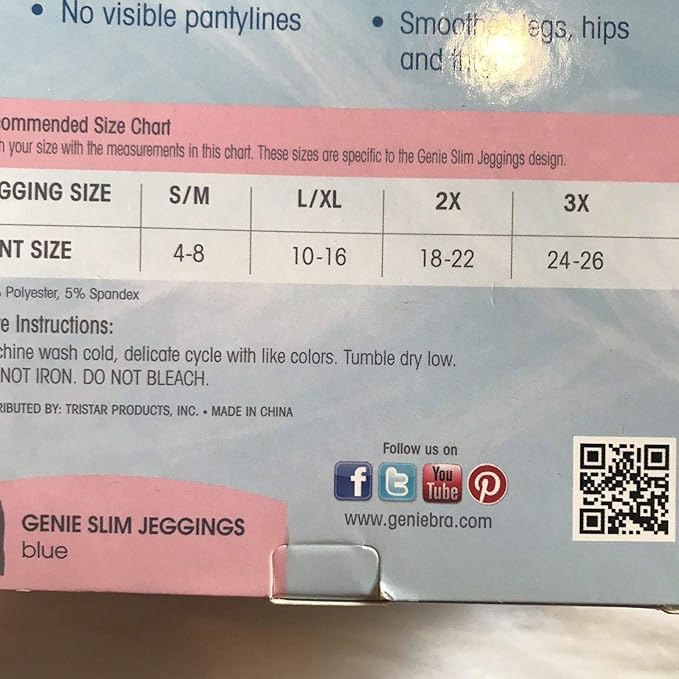 • No visible pantylines
• Smoothes legs, hips
and
ommended Size Chart
h your size with the measurements in this chart. These sizes are specific to the Genie Slim Jeggings design.
GGING SIZE S/M L/XL 2X 3X
NT SIZE 4-8 10-16 18-22 24-26
Polyester, 5% Spandex
e Instructions:
chine wash cold, delicate cycle with like colors. Tumble dry low.
NOT IRON. DO NOT BLEACH.
RIBUTED BY: TRISTAR PRODUCTS, INC. • MADE IN CHINA
Follow us on
f t You Tube P
www.geniebra.com
GENIE SLIM JEGGINGS
blue